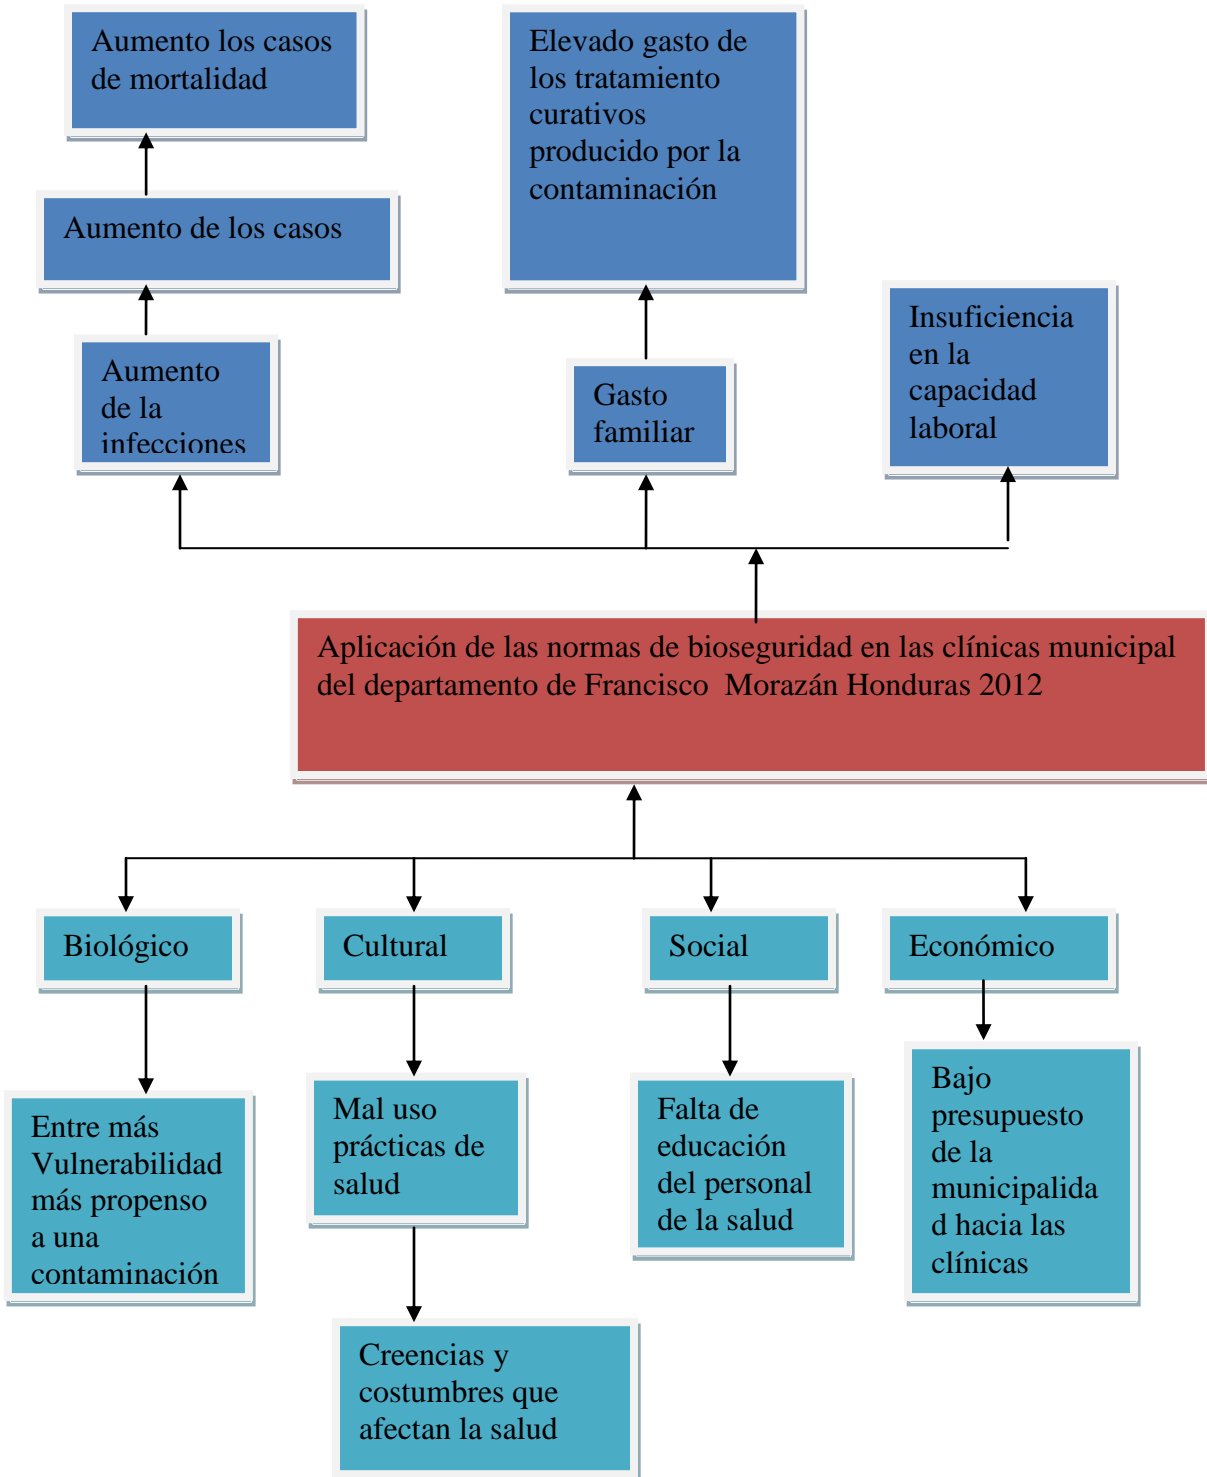 Aumento los casos
de mortalidad
Elevado gasto de
los tratamiento
curativos
producido por la
contaminación
Aumento de los casos
Insuficiencia
en la
capacidad
laboral
Aumento
de la
infecciones
Gasto
familiar
Aplicación de las normas de bioseguridad en las clínicas municipal
del departamento de Francisco  Morazán Honduras 2012
Biológico
Cultural
Social
Económico
Entre más
Vulnerabilidad
más propenso
a una
contaminación
Mal uso
prácticas de
salud
Falta de
educación
del personal
de la salud
Bajo
presupuesto
de la
municipalida
d hacia las
clínicas
Creencias y
costumbres que
afectan la salud